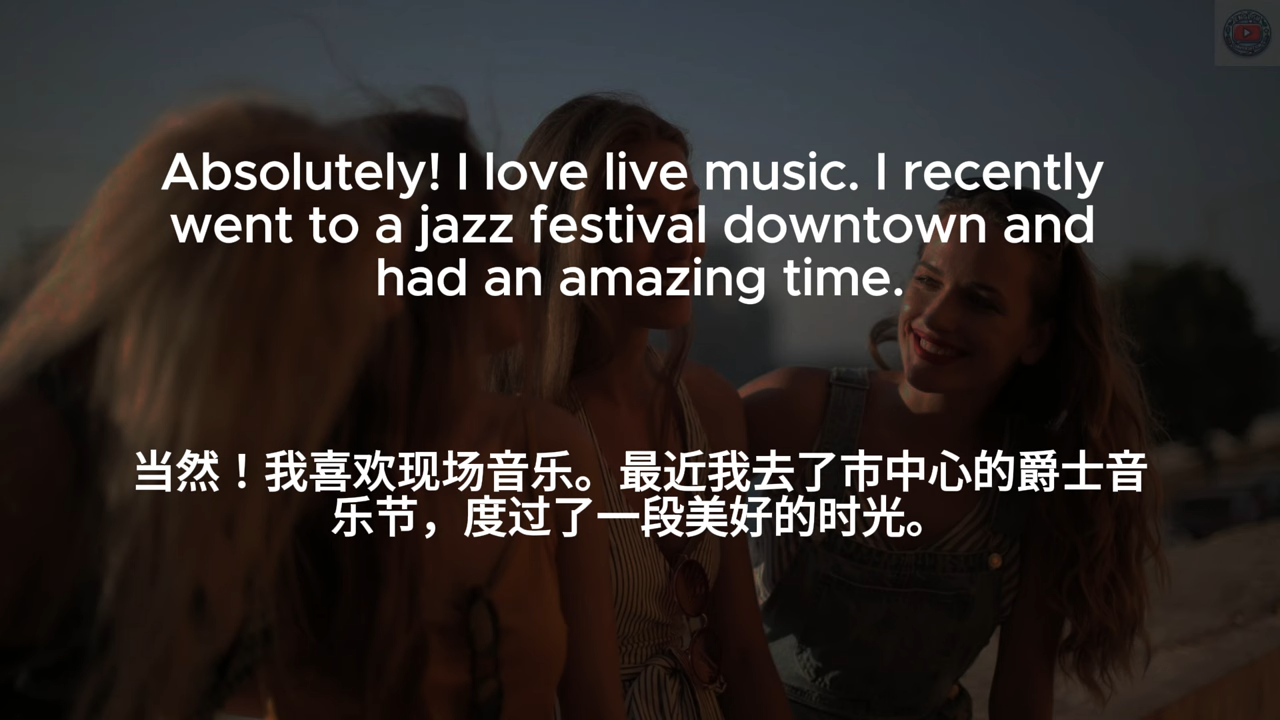 Absolutely! I love live music. I recently
went to a jazz festival downtown and
had an amazing time.
当然！我喜欢现场音乐。最近我去了市中心的爵士音
乐节，度过了一段美好的时光。